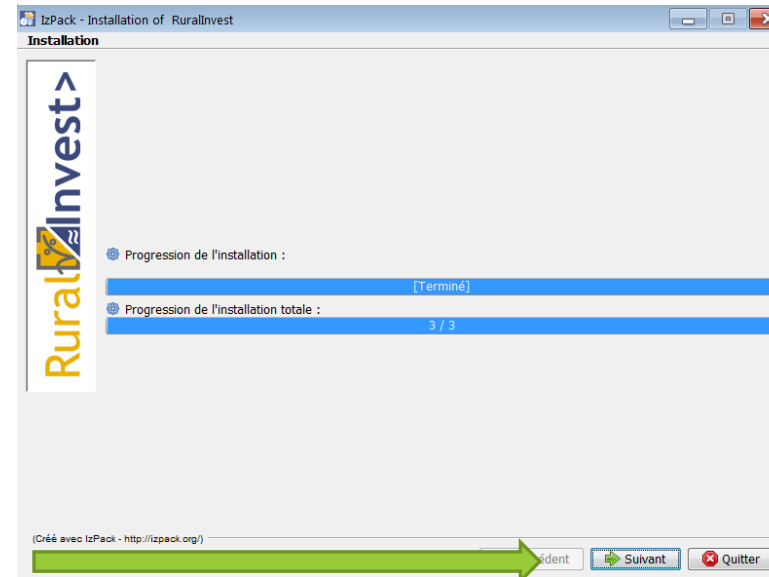 IzPack - Installation of RuralInvest
Installation
RuralInvest>
Progression de l'installation :
[Terminé]
Progression de l'installation totale :
3 / 3
(Créé avec IzPack - http://izpack.org/)
édent
Suivant
Quitter